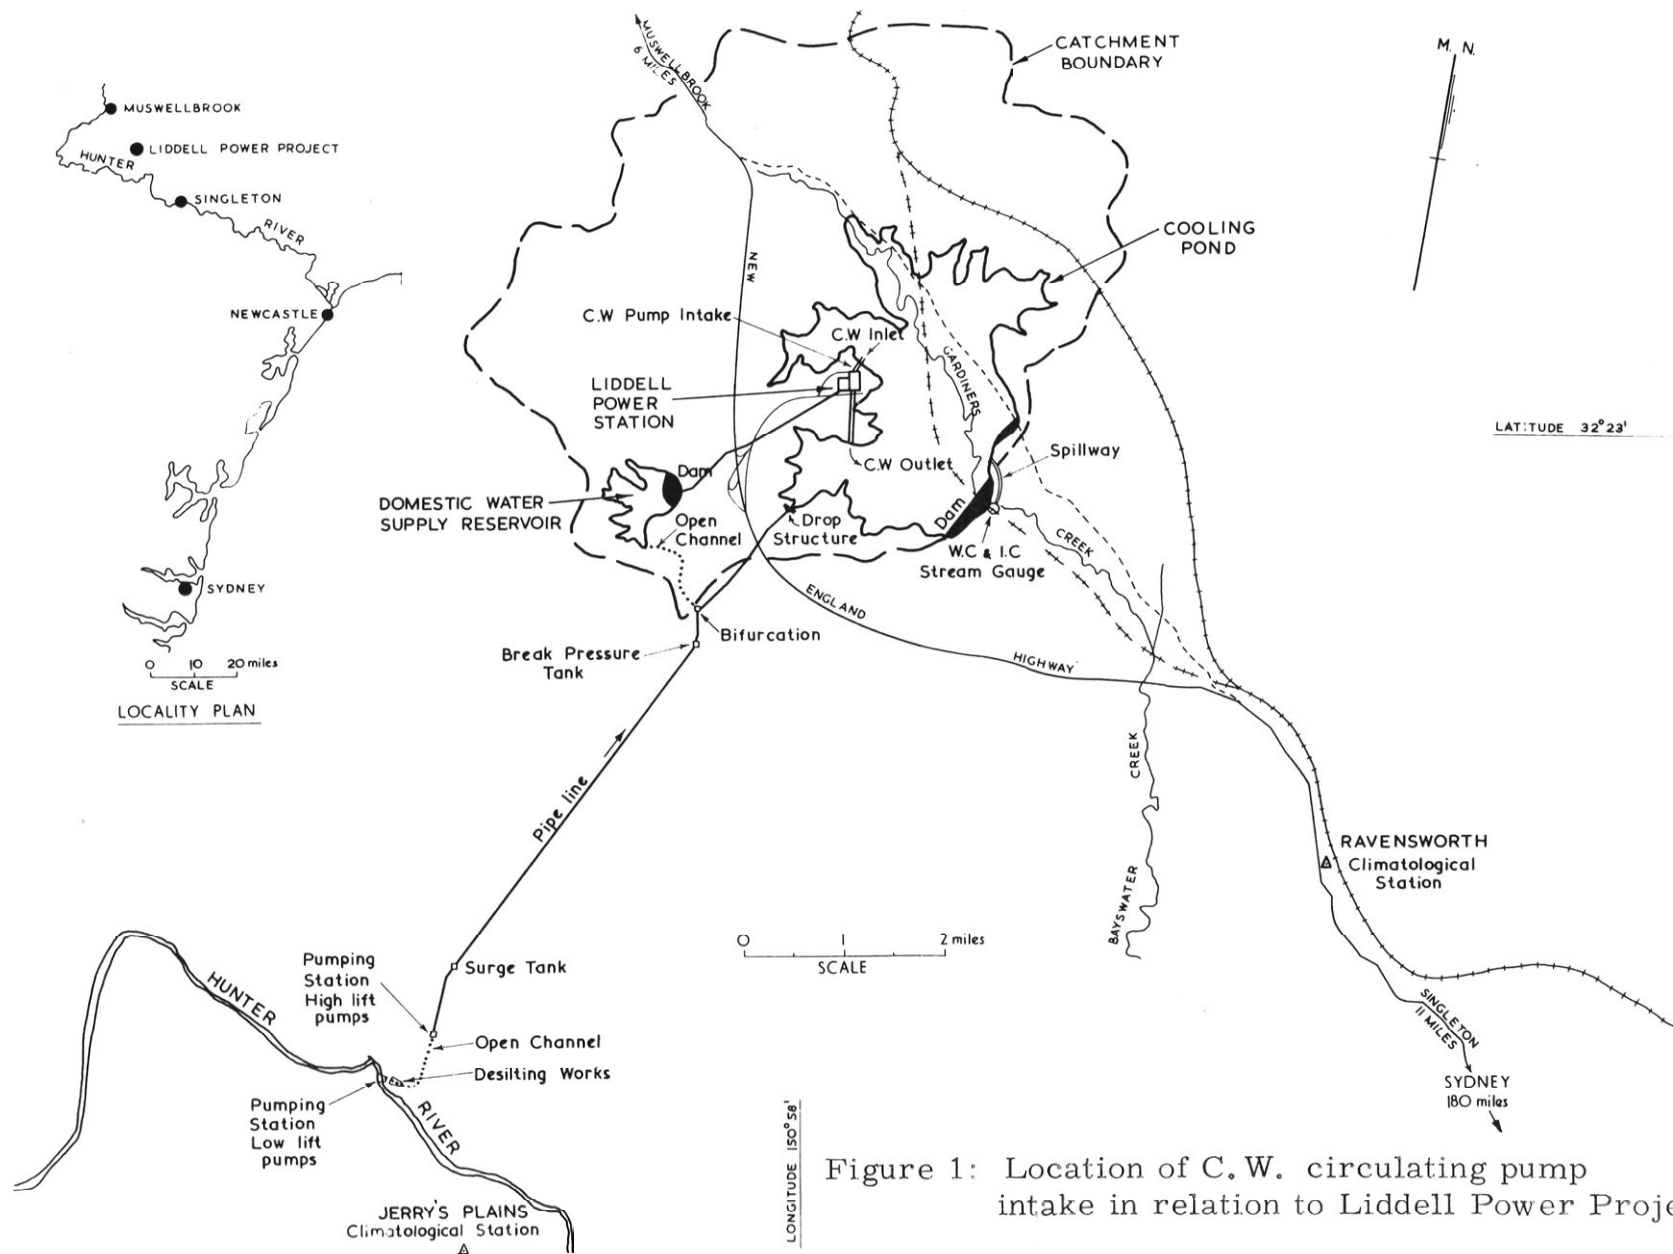 MUSWELLBROOK
6 MILES
CATCHMENT
BOUNDARY
M. N.
MUSWELLBROOK
LIDDELL POWER PROJECT
HUNTER
SINGLETON
RIVER
NEWCASTLE
SYDNEY
0 10 20 miles
SCALE
LOCALITY PLAN
COOLING
POND
NEW
C.W Pump Intake
C.W Inlet
GARDINERS
LIDDELL
POWER
STATION
LATITUDE 32°23'
C.W Outlet
Spillway
Dam
DOMESTIC WATER
SUPPLY RESERVOIR
Open
Channel
Drop
Structure
Dam
W.C & I.C
Stream Gauge
CREEK
ENGLAND
HIGHWAY
Bifurcation
Break Pressure
Tank
Pipe line
CREEK
BAYSWATER
RAVENSWORTH
Climatological
Station
0 1 2 miles
SCALE
Surge Tank
Pumping
Station
High lift
pumps
HUNTER
Open Channel
Desilting Works
Pumping
Station
Low lift
pumps
RIVER
SINGLETON
11 MILES
SYDNEY
180 miles
LONGITUDE 150°58'
JERRY'S PLAINS
Climatological Station
Figure 1: Location of C. W. circulating pump
intake in relation to Liddell Power Proje